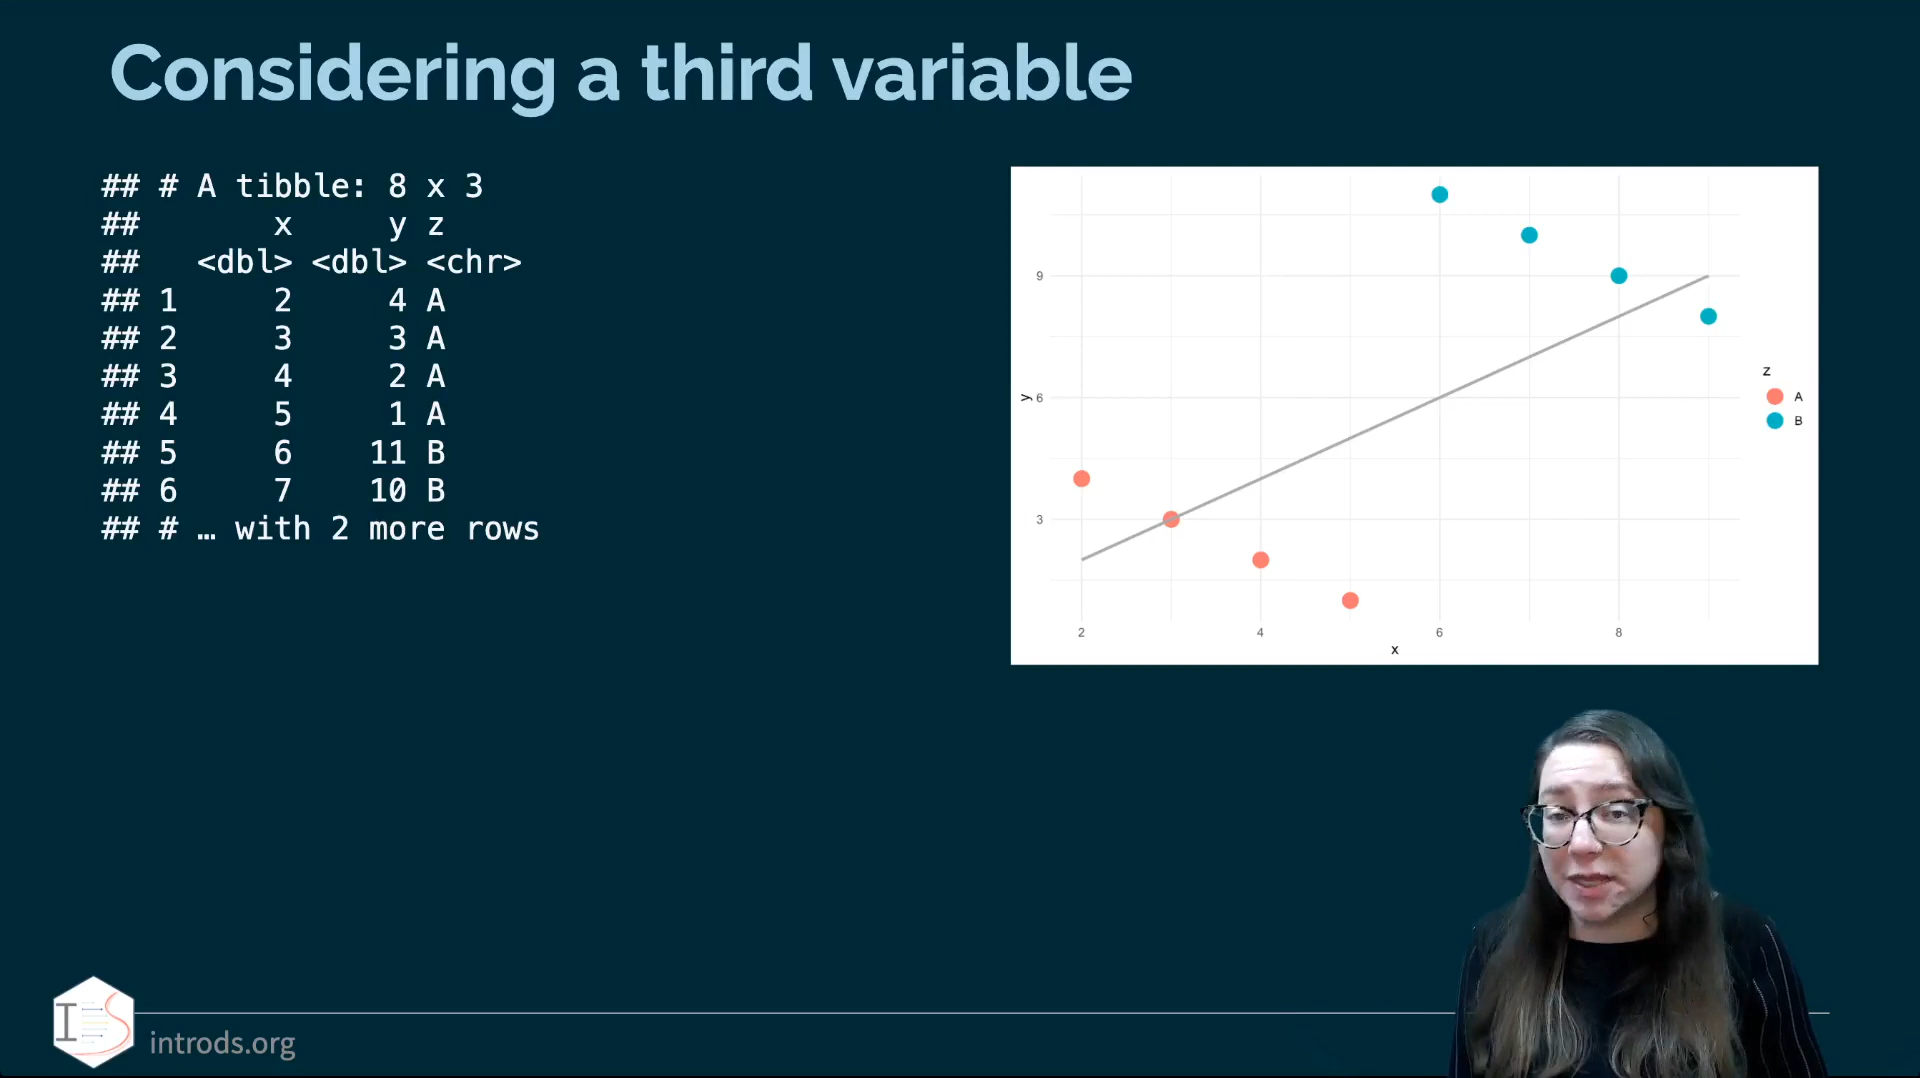 Considering a third variable
## # A tibble: 8 x 3
##       x     y z
##   <dbl> <dbl> <chr>
## 1     2     4 A
## 2     3     3 A
## 3     4     2 A
## 4     5     1 A
## 5     6    11 B
## 6     7    10 B
## # … with 2 more rows
9
6
3
y
2 4 6 8
x
z
A
B
IDS
introds.org